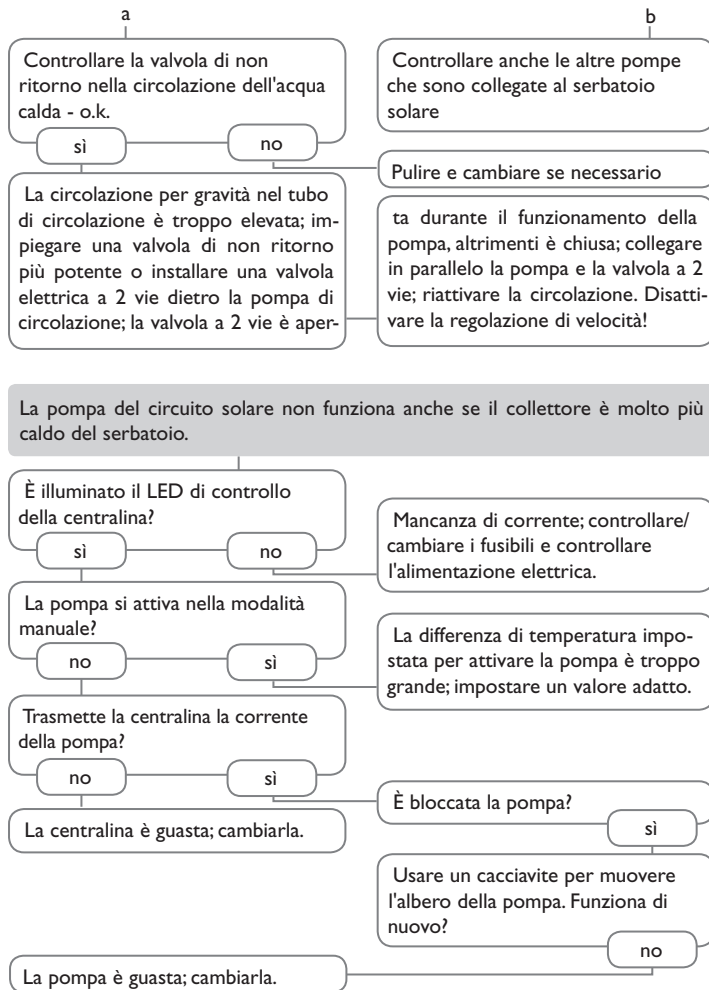 a
b
Controllare la valvola di non
ritorno nella circolazione dell'acqua
calda - o.k.
sì
no
Controllare anche le altre pompe
che sono collegate al serbatoio
solare
Pulire e cambiare se necessario
La circolazione per gravità nel tubo
di circolazione è troppo elevata; im-
piegare una valvola di non ritorno
più potente o installare una valvola
elettrica a 2 vie dietro la pompa di
circolazione; la valvola a 2 vie è aper-
ta durante il funzionamento della
pompa, altrimenti è chiusa; collegare
in parallelo la pompa e la valvola a 2
vie; riattivare la circolazione. Disatti-
vare la regolazione di velocità!
La pompa del circuito solare non funziona anche se il collettore è molto più
caldo del serbatoio.
È illuminato il LED di controllo
della centralina?
sì
no
Mancanza di corrente; controllare/
cambiare i fusibili e controllare
l'alimentazione elettrica.
La pompa si attiva nella modalità
manuale?
no
sì
La differenza di temperatura impo-
stata per attivare la pompa è troppo
grande; impostare un valore adatto.
Trasmette la centralina la corrente
della pompa?
no
sì
La centralina è guasta; cambiarla.
È bloccata la pompa?
sì
Usare un cacciavite per muovere
l'albero della pompa. Funziona di
nuovo?
no
La pompa è guasta; cambiarla.